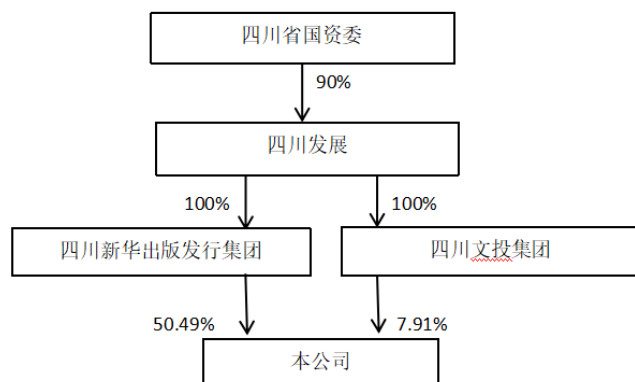 四川省国资委
90%
四川发展
100%
100%
四川新华出版发行集团
四川文投集团
50.49%
7.91%
本公司